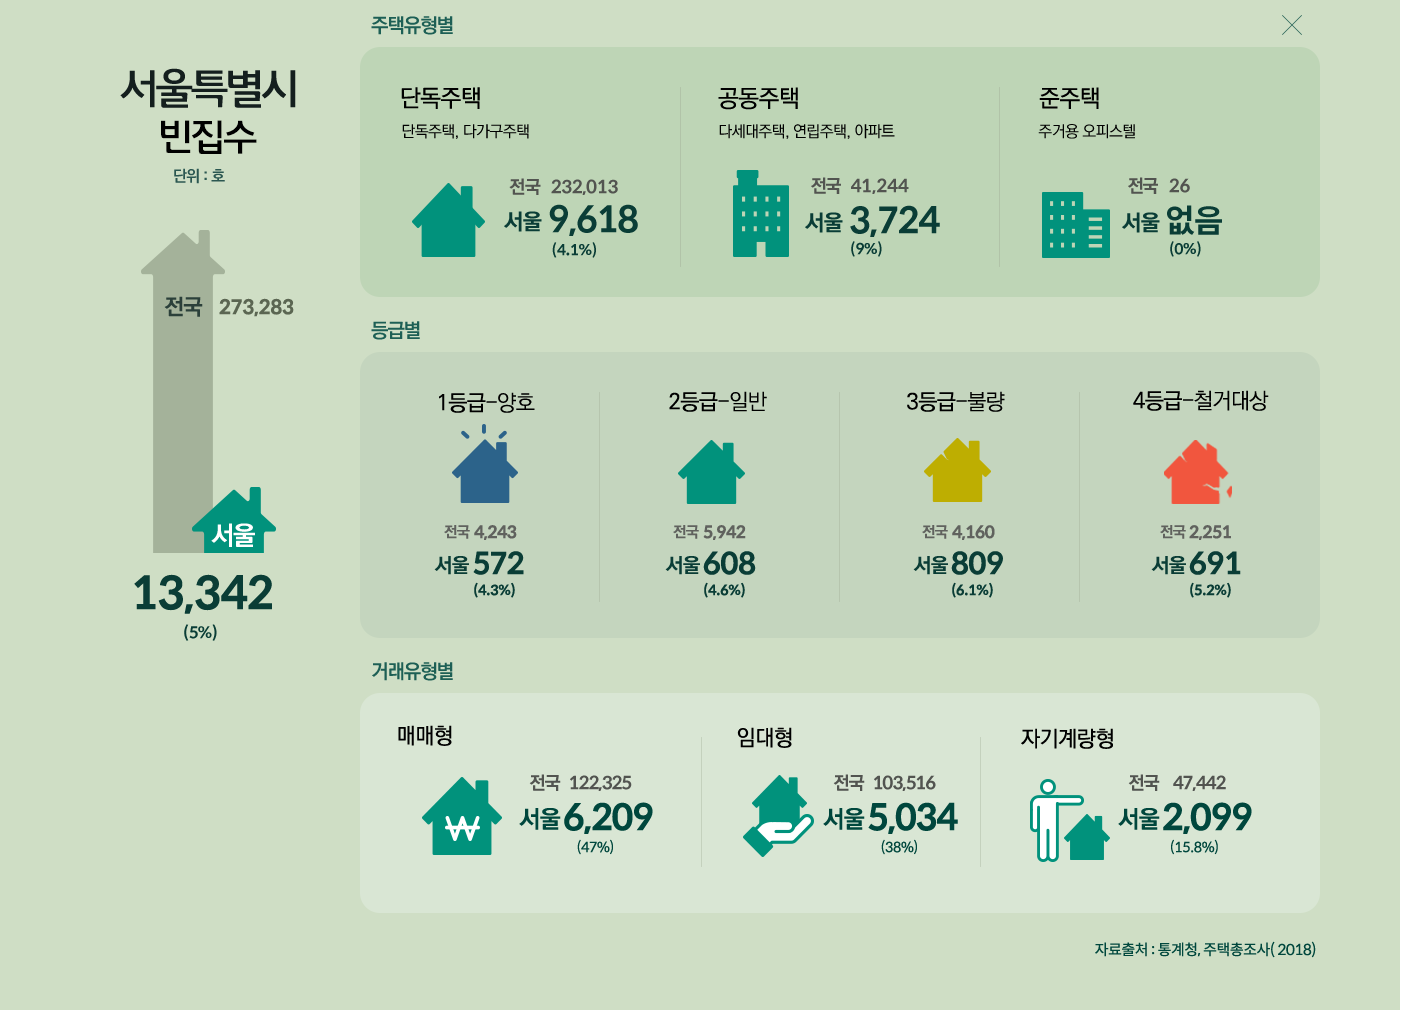 서울특별시
빈집수
단위 : 호
전국 273,283
서울
13,342
(5%)
주택유형별
단독주택
단독주택, 다가구주택
전국 232,013
서울 9,618
(4.1%)
공동주택
다세대주택, 연립주택, 아파트
전국 41,244
서울 3,724
(9%)
준주택
주거용 오피스텔
전국 26
서울 없음
(0%)
등급별
1등급-양호
전국 4,243
서울 572
(4.3%)
2등급-일반
전국 5,942
서울 608
(4.6%)
3등급-불량
전국 4,160
서울 809
(6.1%)
4등급-철거대상
전국 2,251
서울 691
(5.2%)
거래유형별
매매형
₩
전국 122,325
서울 6,209
(47%)
임대형
전국 103,516
서울 5,034
(38%)
자기계량형
전국 47,442
서울 2,099
(15.8%)
자료출처 : 통계청, 주택총조사( 2018)